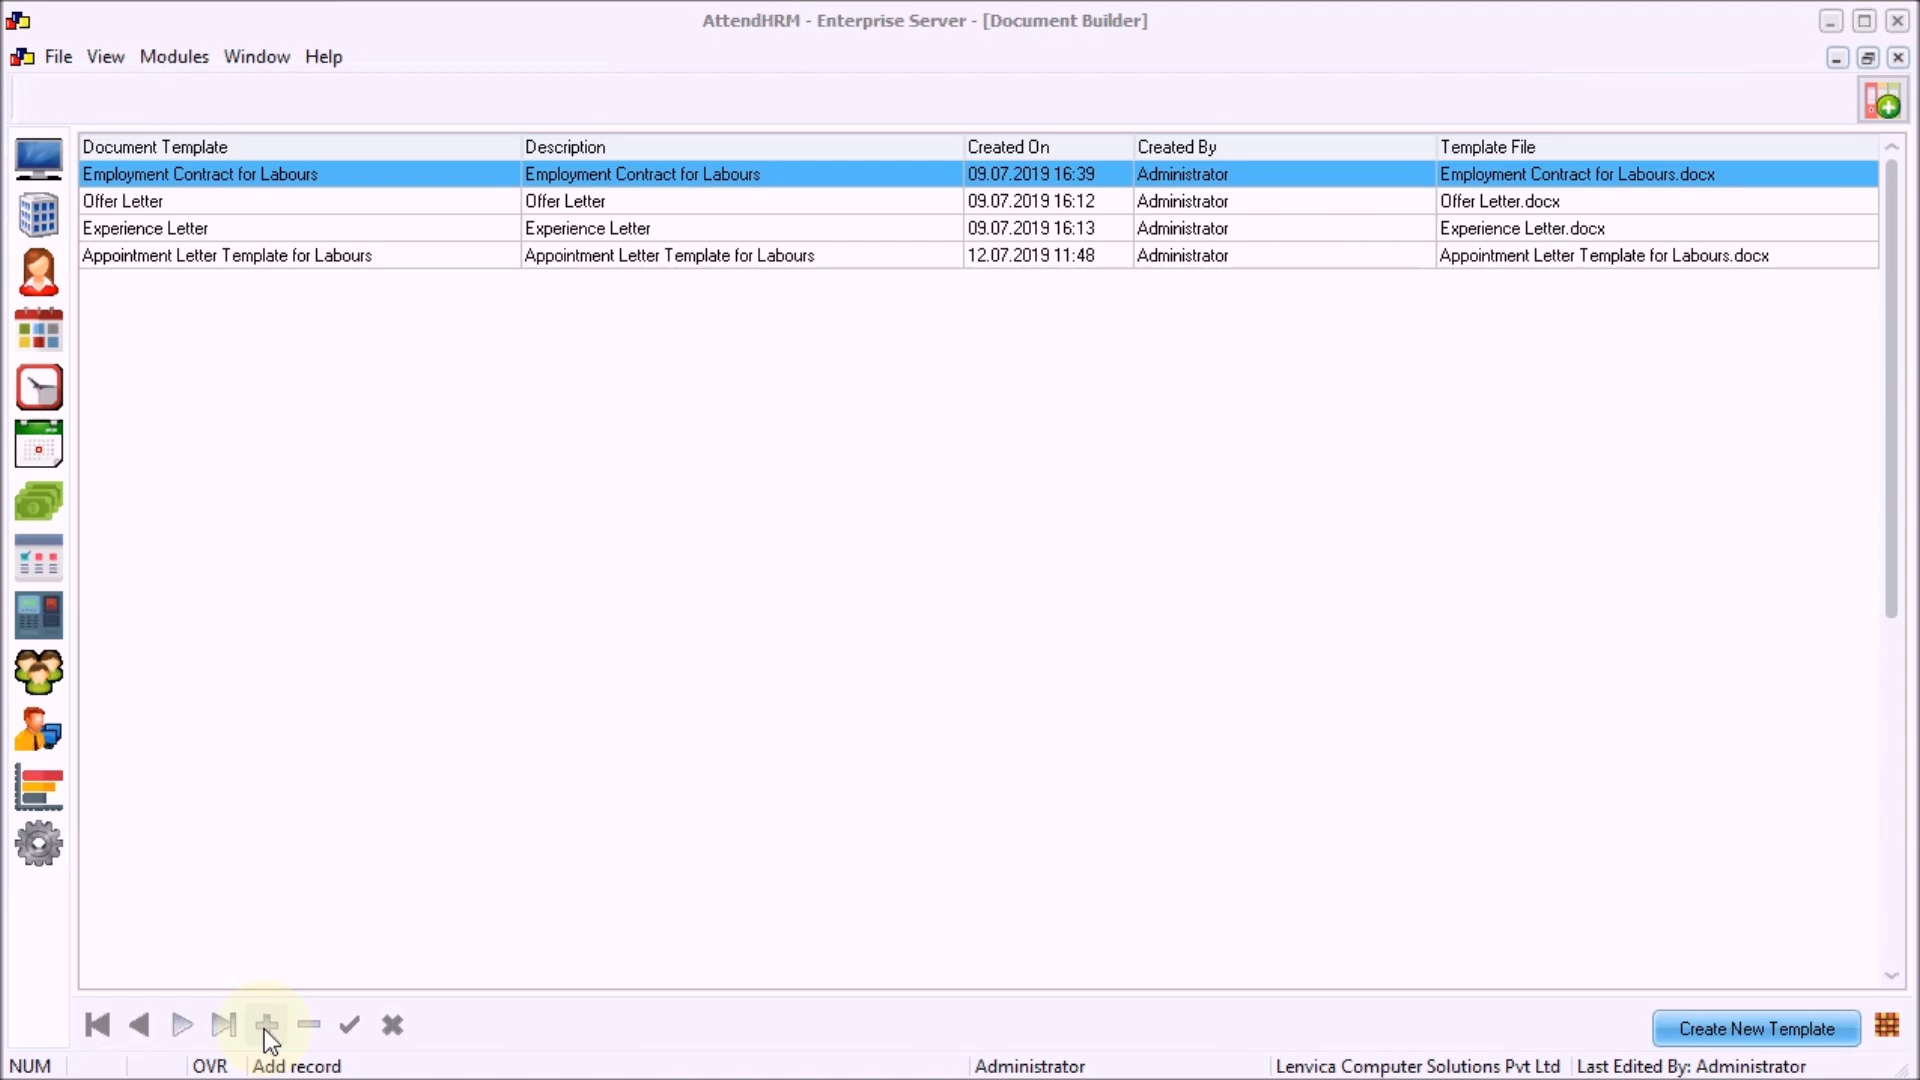 AttendHRM - Enterprise Server - [Document Builder]
File View Modules Window Help
Document Template Description Created On Created By Template File
Employment Contract for Labours Employment Contract for Labours 09.07.2019 16:39 Administrator Employment Contract for Labours.docx
Offer Letter Offer Letter 09.07.2019 16:12 Administrator Offer Letter.docx
Experience Letter Experience Letter 09.07.2019 16:13 Administrator Experience Letter.docx
Appointment Letter Template for Labours Appointment Letter Template for Labours 12.07.2019 11:48 Administrator Appointment Letter Template for Labours.docx
Create New Template
NUM OVR Add record Administrator Lenvica Computer Solutions Pvt Ltd Last Edited By: Administrator